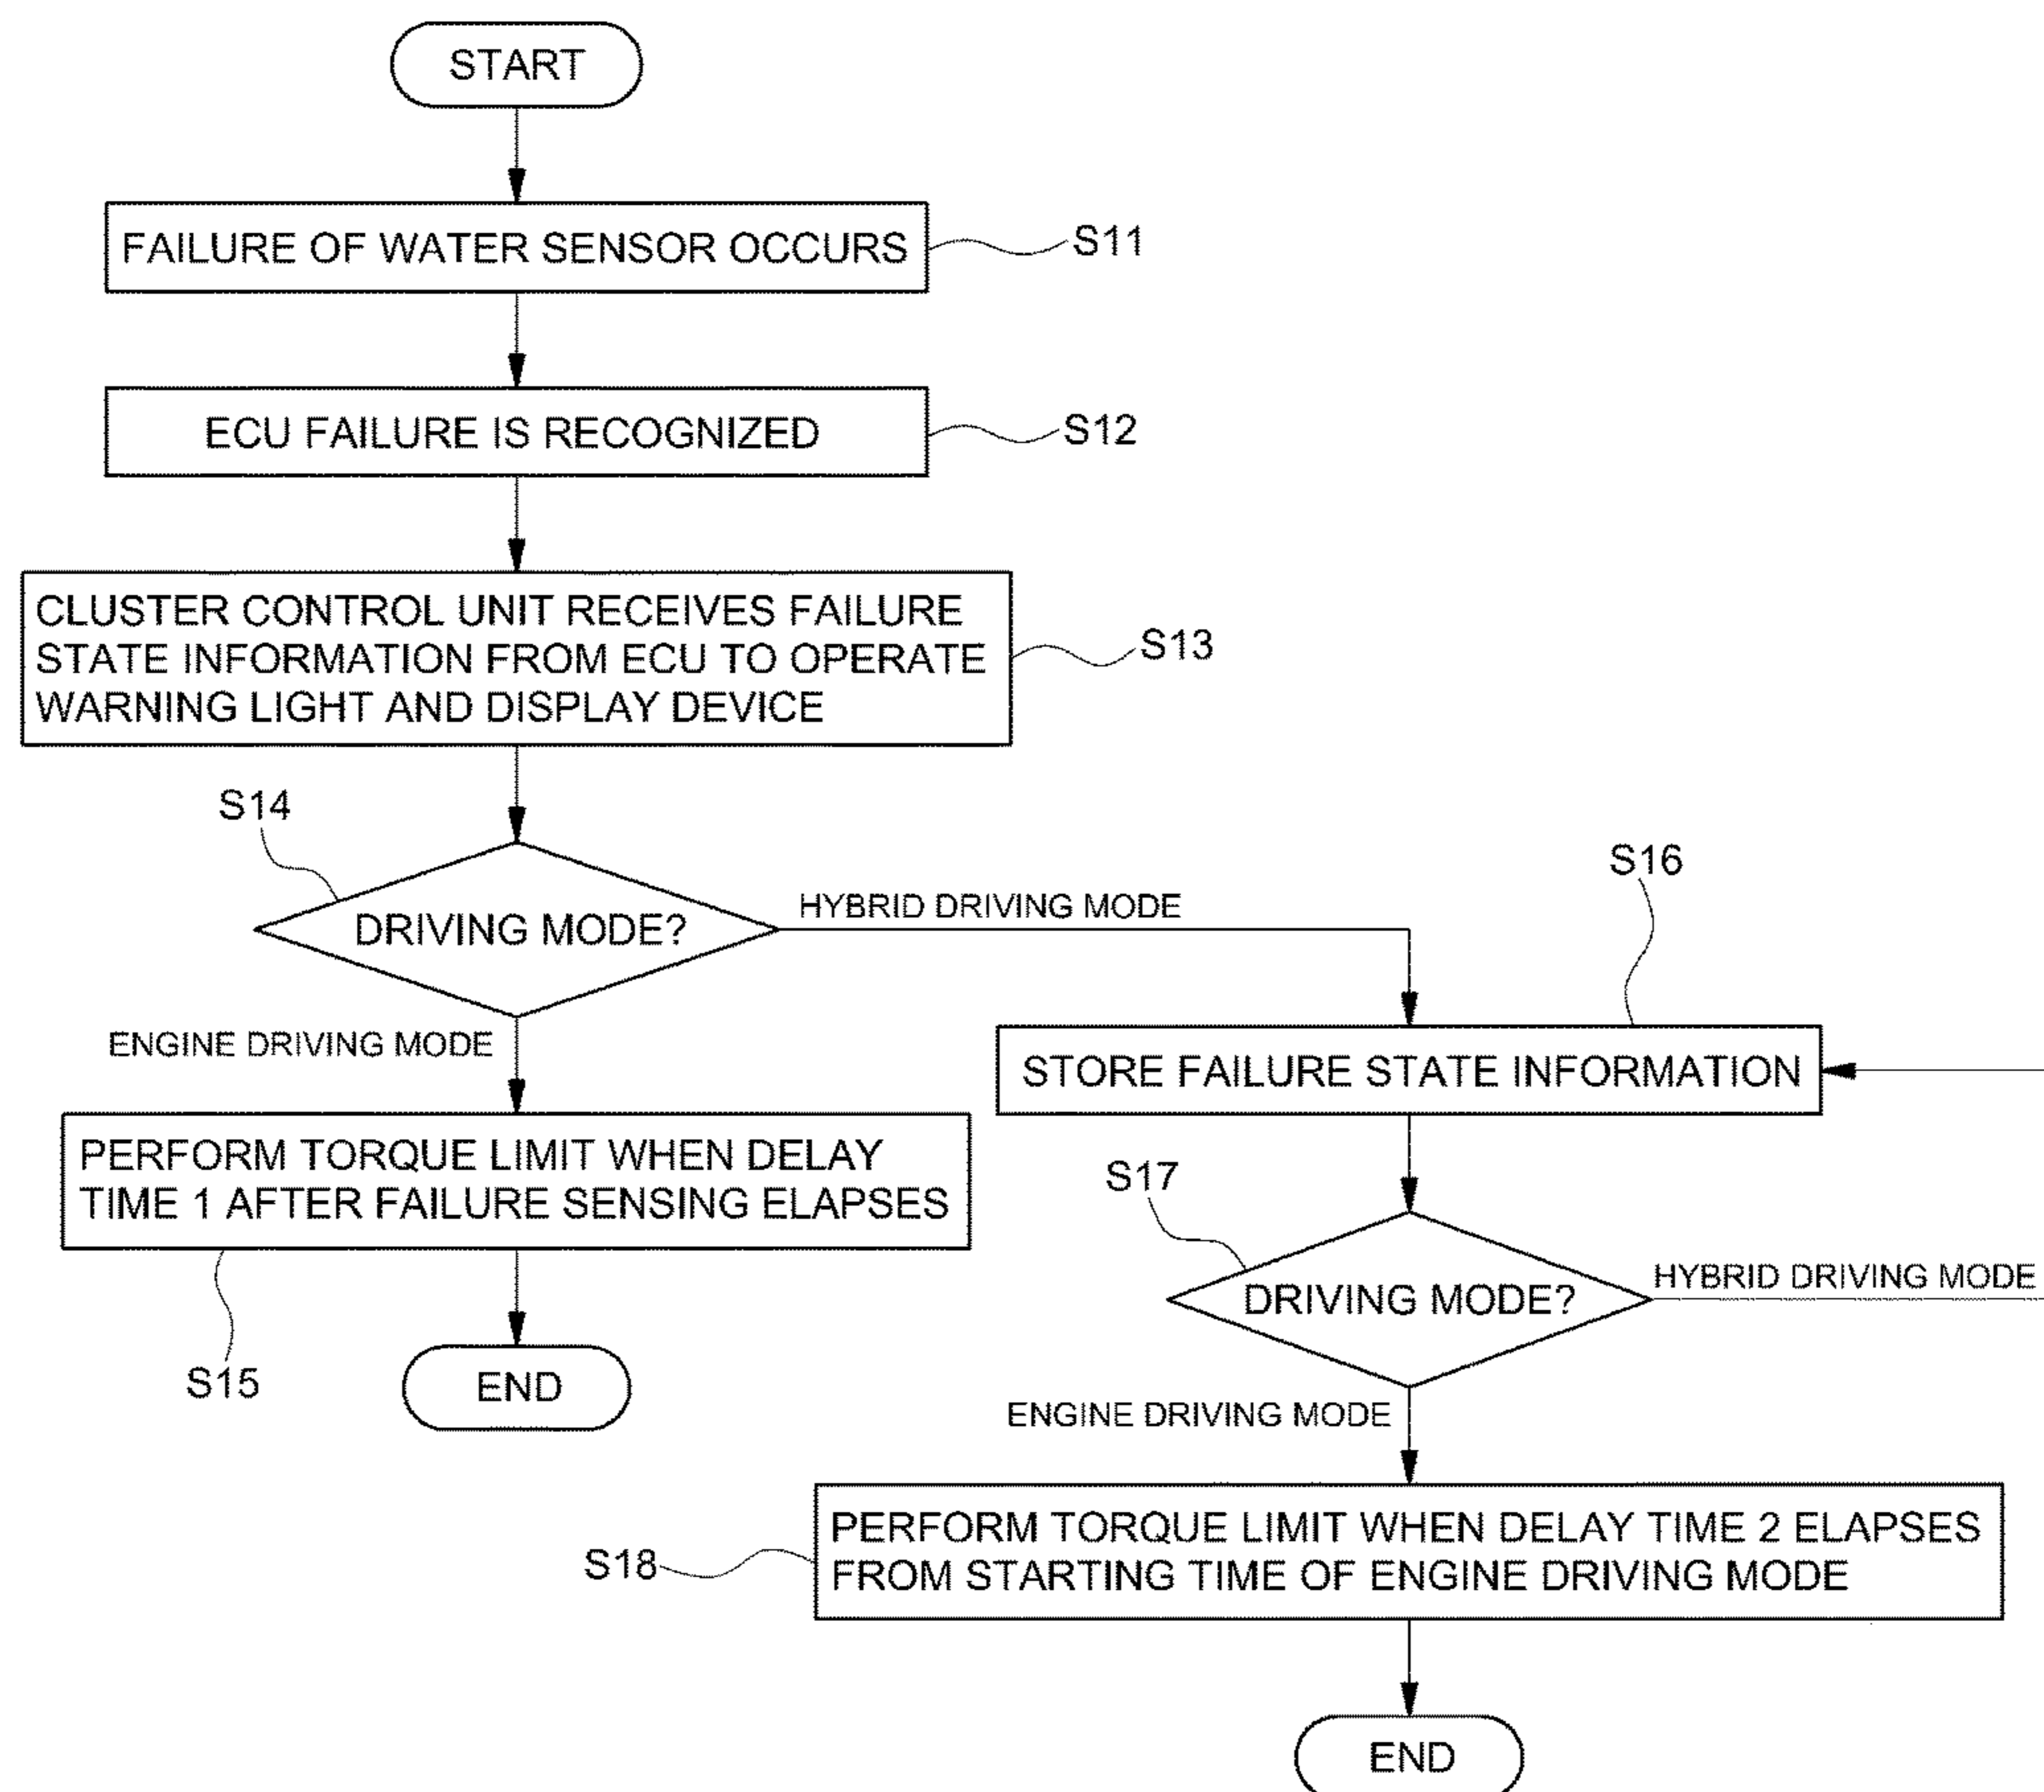 START
FAILURE OF WATER SENSOR OCCURS
S11
ECU FAILURE IS RECOGNIZED
S12
CLUSTER CONTROL UNIT RECEIVES FAILURE
STATE INFORMATION FROM ECU TO OPERATE
WARNING LIGHT AND DISPLAY DEVICE
S13
S14
DRIVING MODE?
HYBRID DRIVING MODE
S16
ENGINE DRIVING MODE
STORE FAILURE STATE INFORMATION
PERFORM TORQUE LIMIT WHEN DELAY
TIME 1 AFTER FAILURE SENSING ELAPSES
S15
END
S17
DRIVING MODE?
HYBRID DRIVING MODE
ENGINE DRIVING MODE
PERFORM TORQUE LIMIT WHEN DELAY TIME 2 ELAPSES
FROM STARTING TIME OF ENGINE DRIVING MODE
S18
END